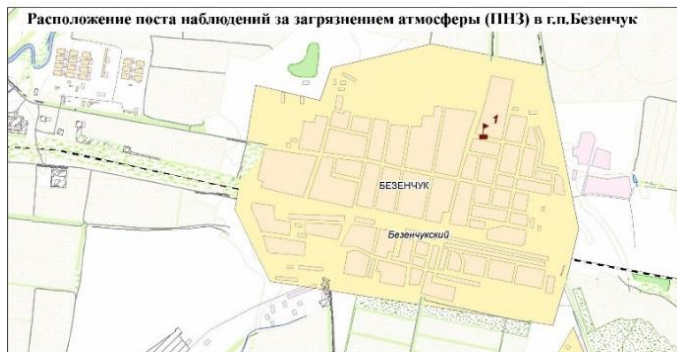 Расположение поста наблюдений за загрязнением атмосферы (ПНЗ) в г.п.Безенчук
1
БЕЗЕНЧУК
Безенчукский